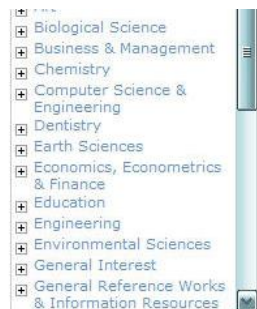 Biological Science
Business & Management
Chemistry
Computer Science &
Engineering
Dentistry
Earth Sciences
Economics, Econometrics
& Finance
Education
Engineering
Environmental Sciences
General Interest
General Reference Works
& Information Resources